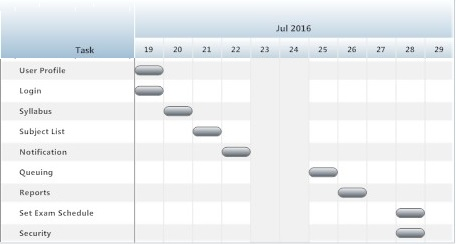 Jul 2016
Task 19 20 21 22 23 24 25 26 27 28 29
User Profile
Login
Syllabus
Subject List
Notification
Queuing
Reports
Set Exam Schedule
Security